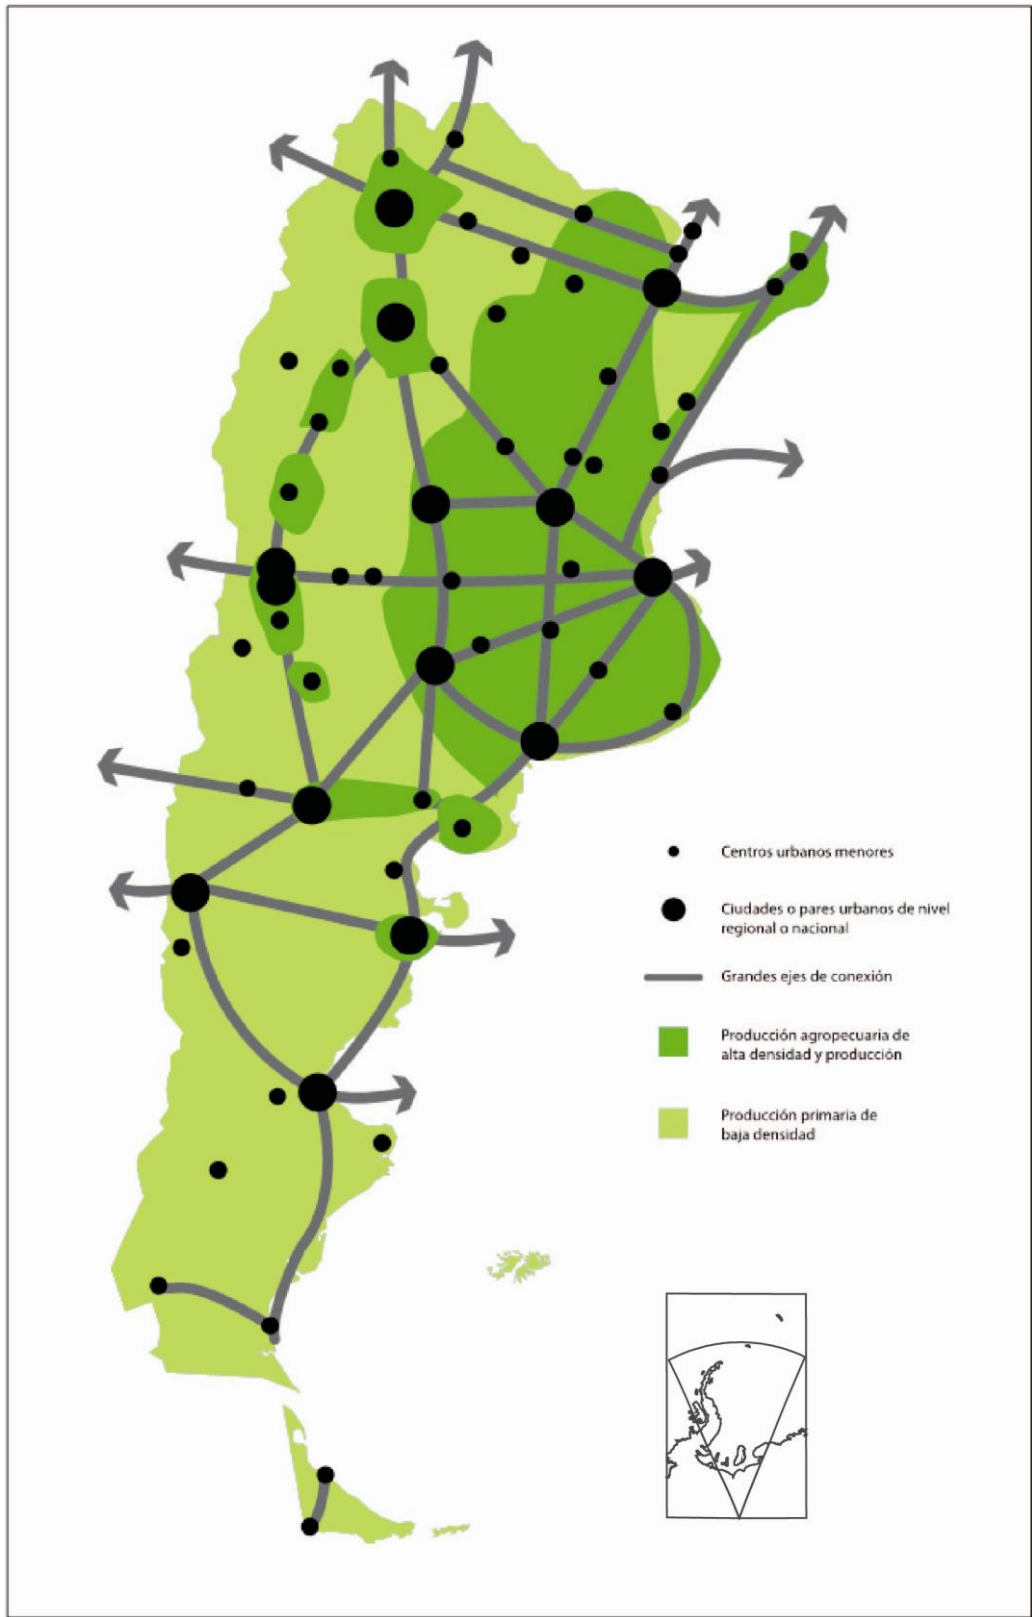 Centros urbanos menores
Ciudades o pares urbanos de nivel
regional o nacional
Grandes ejes de conexión
Producción agropecuaria de
alta densidad y producción
Producción primaria de
baja densidad